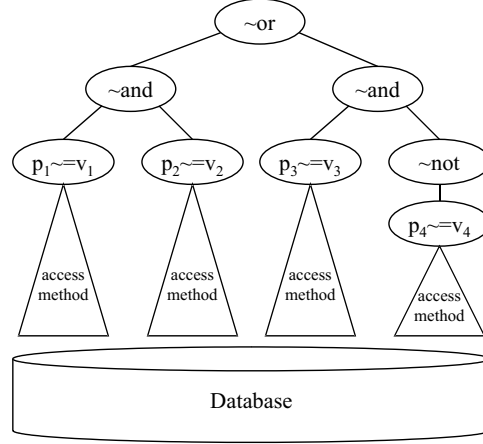 ~or
~and ~and
p₁~=v₁ p₂~=v₂ p₃~=v₃ ~not
p₄~=v₄
access method access method access method access method
Database